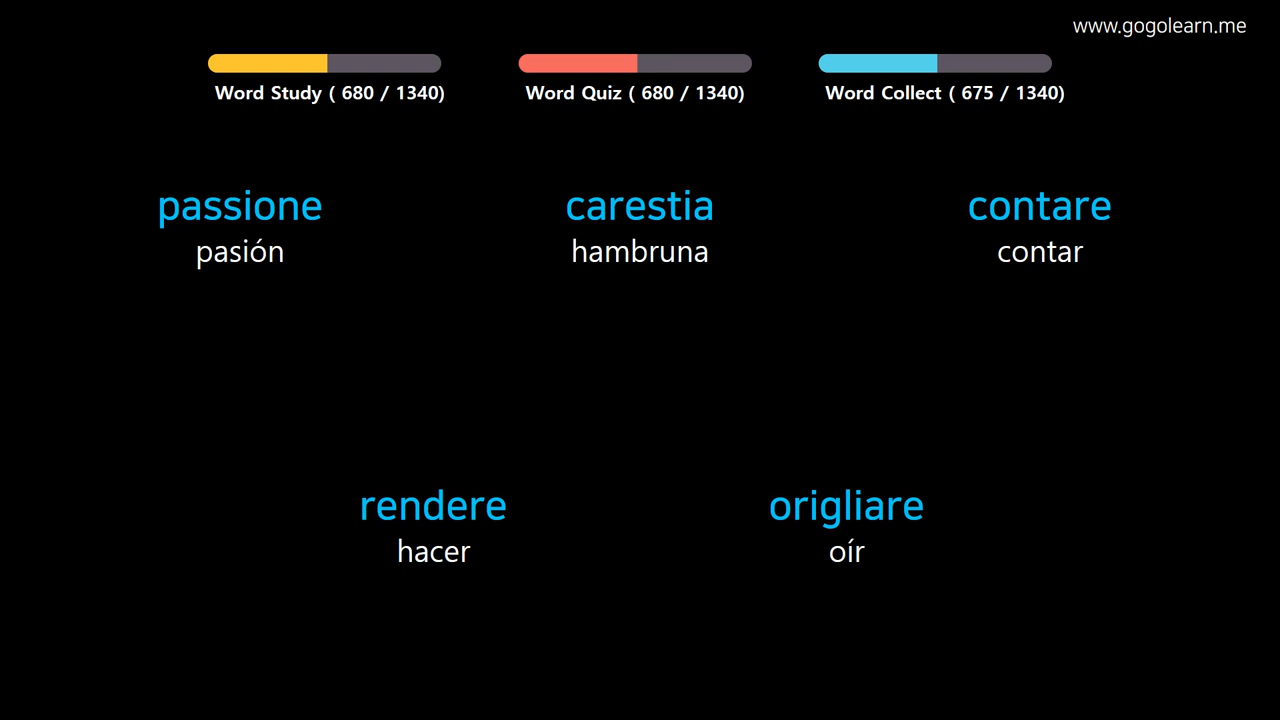 www.gogolearn.me
Word Study ( 680 / 1340)
Word Quiz ( 680 / 1340)
Word Collect ( 675 / 1340)
passione
pasión
carestia
hambruna
contare
contar
rendere
hacer
origliare
oír